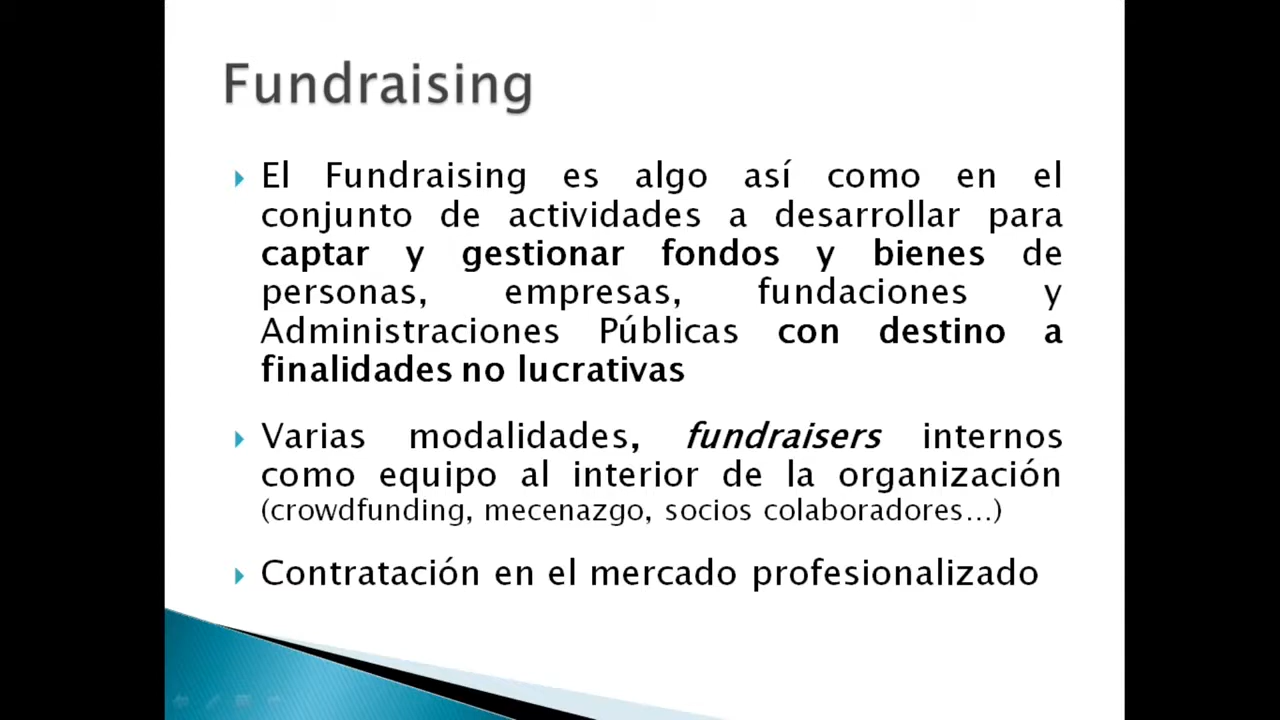 Fundraising
El Fundraising es algo así como en el
conjunto de actividades a desarrollar para
captar y gestionar fondos y bienes de
personas, empresas, fundaciones y
Administraciones Públicas con destino a
finalidades no lucrativas
Varias modalidades, fundraisers internos
como equipo al interior de la organización
(crowdfunding, mecenazgo, socios colaboradores...)
Contratación en el mercado profesionalizado